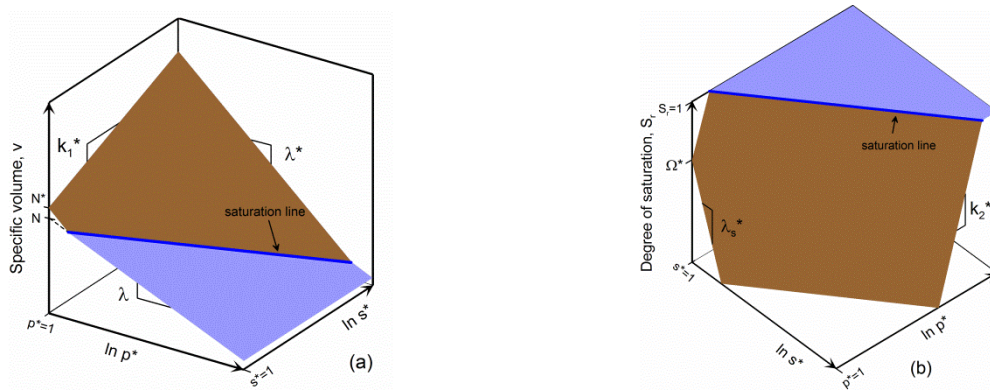 Specific volume, v
k₁*
λ*
N*
N
saturation line
λ
p*=1
ln p*
s*=1
ln s*
(a)
Degree of saturation, Sᵣ
Sᵣ=1
saturation line
Ω*
λₛ*
k₂*
s*=1
ln s*
p*=1
ln p*
(b)